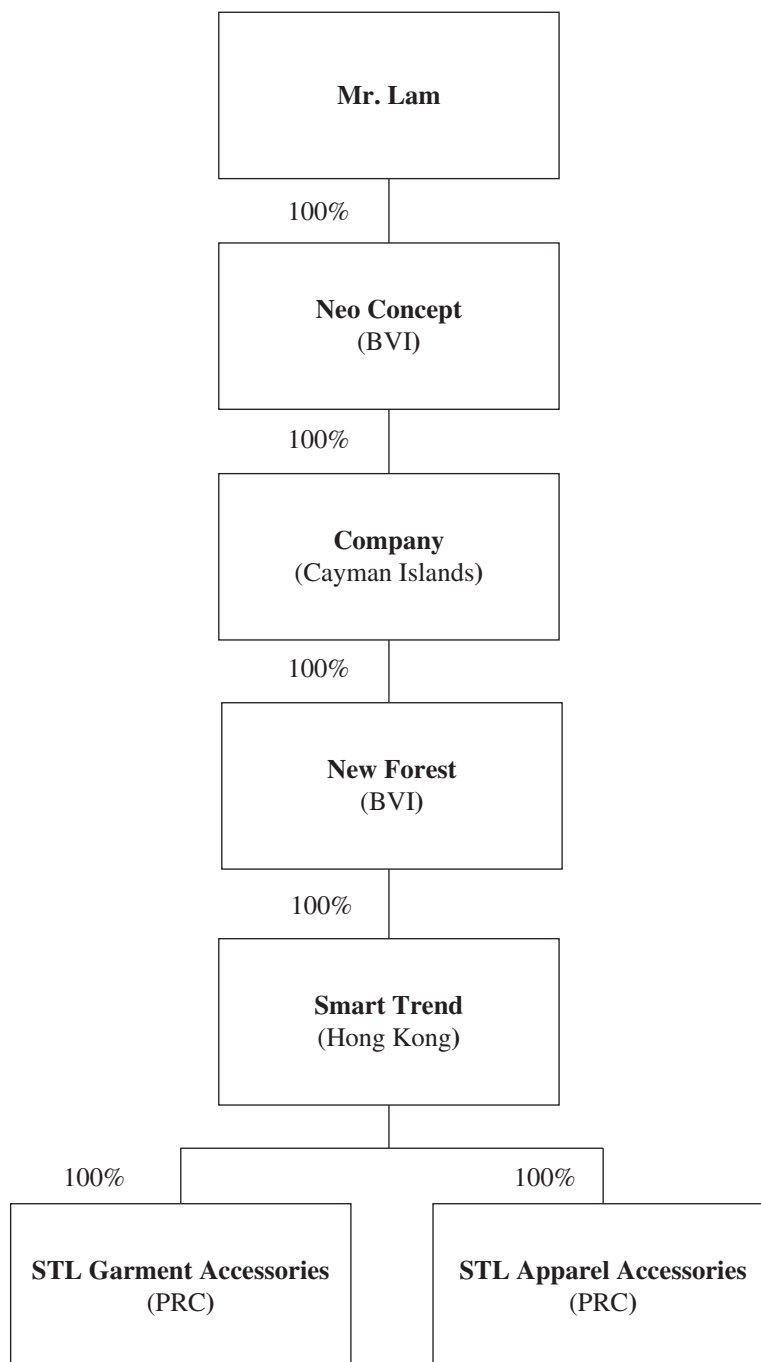 Mr. Lam
100%
Neo Concept
(BVI)
100%
Company
(Cayman Islands)
100%
New Forest
(BVI)
100%
Smart Trend
(Hong Kong)
100%
100%
STL Garment Accessories
(PRC)
STL Apparel Accessories
(PRC)